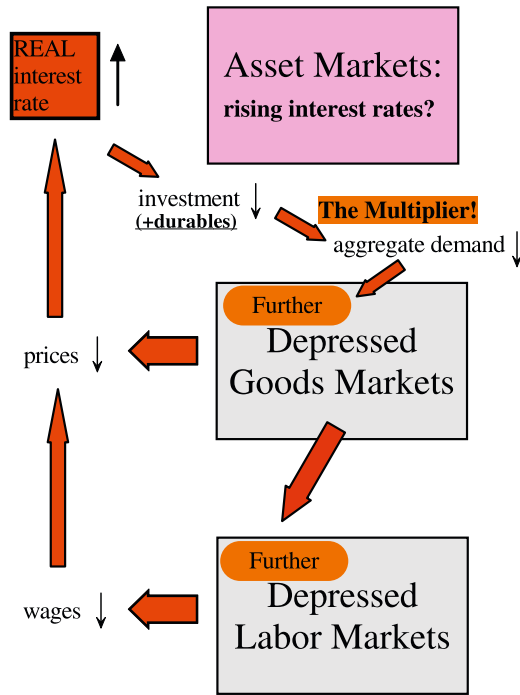 REAL
interest
rate
Asset Markets:
rising interest rates?
investment
(+durables)
The Multiplier!
aggregate demand
Further
Depressed
Goods Markets
prices
Further
Depressed
Labor Markets
wages